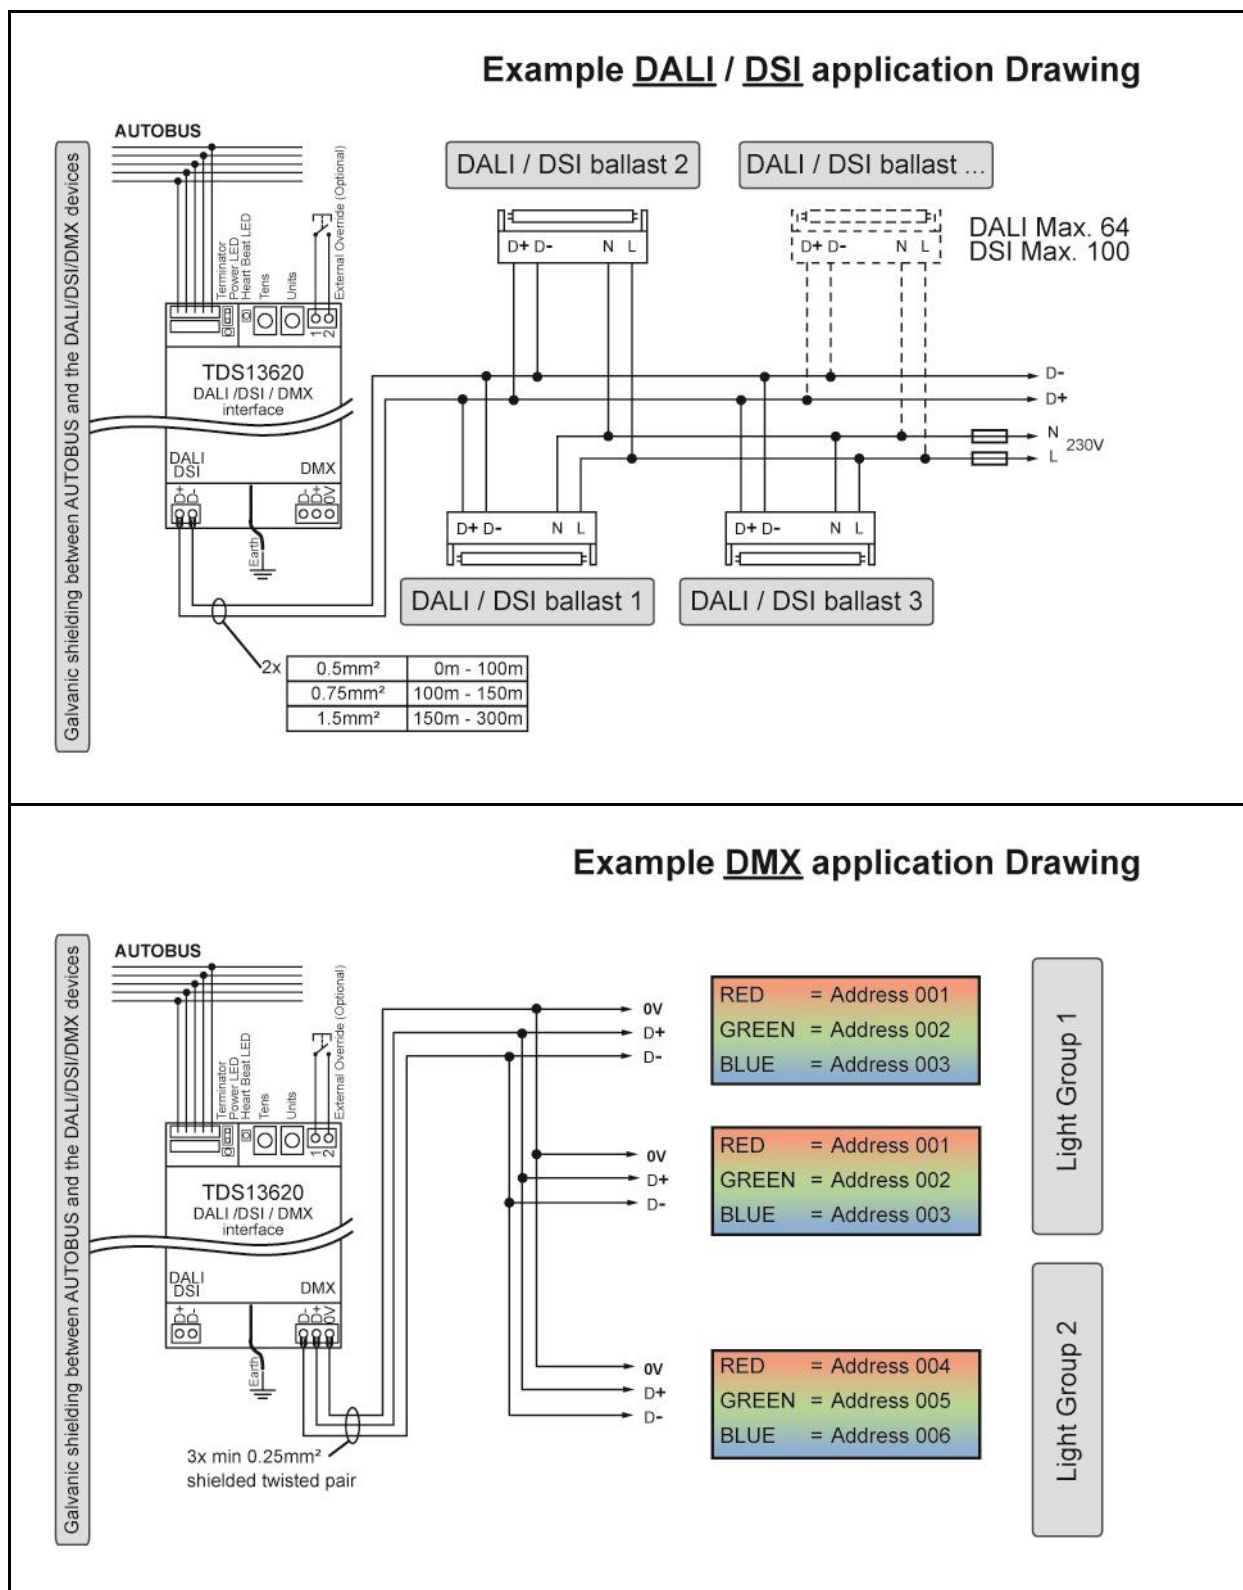 Example DALI / DSI application Drawing
Galvanic shielding between AUTOBUS and the DALI/DSI/DMX devices
AUTOBUS
Terminator
Power LED
Heart Beat LED
Tens
Units
External Override (Optional)
1
2
TDS13620
DALI /DSI / DMX
interface
DALI
DSI
DMX
D+
D-
D-
D+
0V
Earth
DALI / DSI ballast 2
DALI / DSI ballast ...
D+ D- N L
D+ D- N L
DALI Max. 64
DSI Max. 100
D-
D+
N
L
230V
D+ D- N L
D+ D- N L
DALI / DSI ballast 1
DALI / DSI ballast 3
2x
0.5mm² 0m - 100m
0.75mm² 100m - 150m
1.5mm² 150m - 300m
Example DMX application Drawing
Galvanic shielding between AUTOBUS and the DALI/DSI/DMX devices
AUTOBUS
Terminator
Power LED
Heart Beat LED
Tens
Units
External Override (Optional)
1
2
TDS13620
DALI /DSI / DMX
interface
DALI
DSI
DMX
D+
D-
D-
D+
0V
Earth
3x min 0.25mm²
shielded twisted pair
0V
D+
D-
RED = Address 001
GREEN = Address 002
BLUE = Address 003
0V
D+
D-
RED = Address 001
GREEN = Address 002
BLUE = Address 003
Light Group 1
0V
D+
D-
RED = Address 004
GREEN = Address 005
BLUE = Address 006
Light Group 2